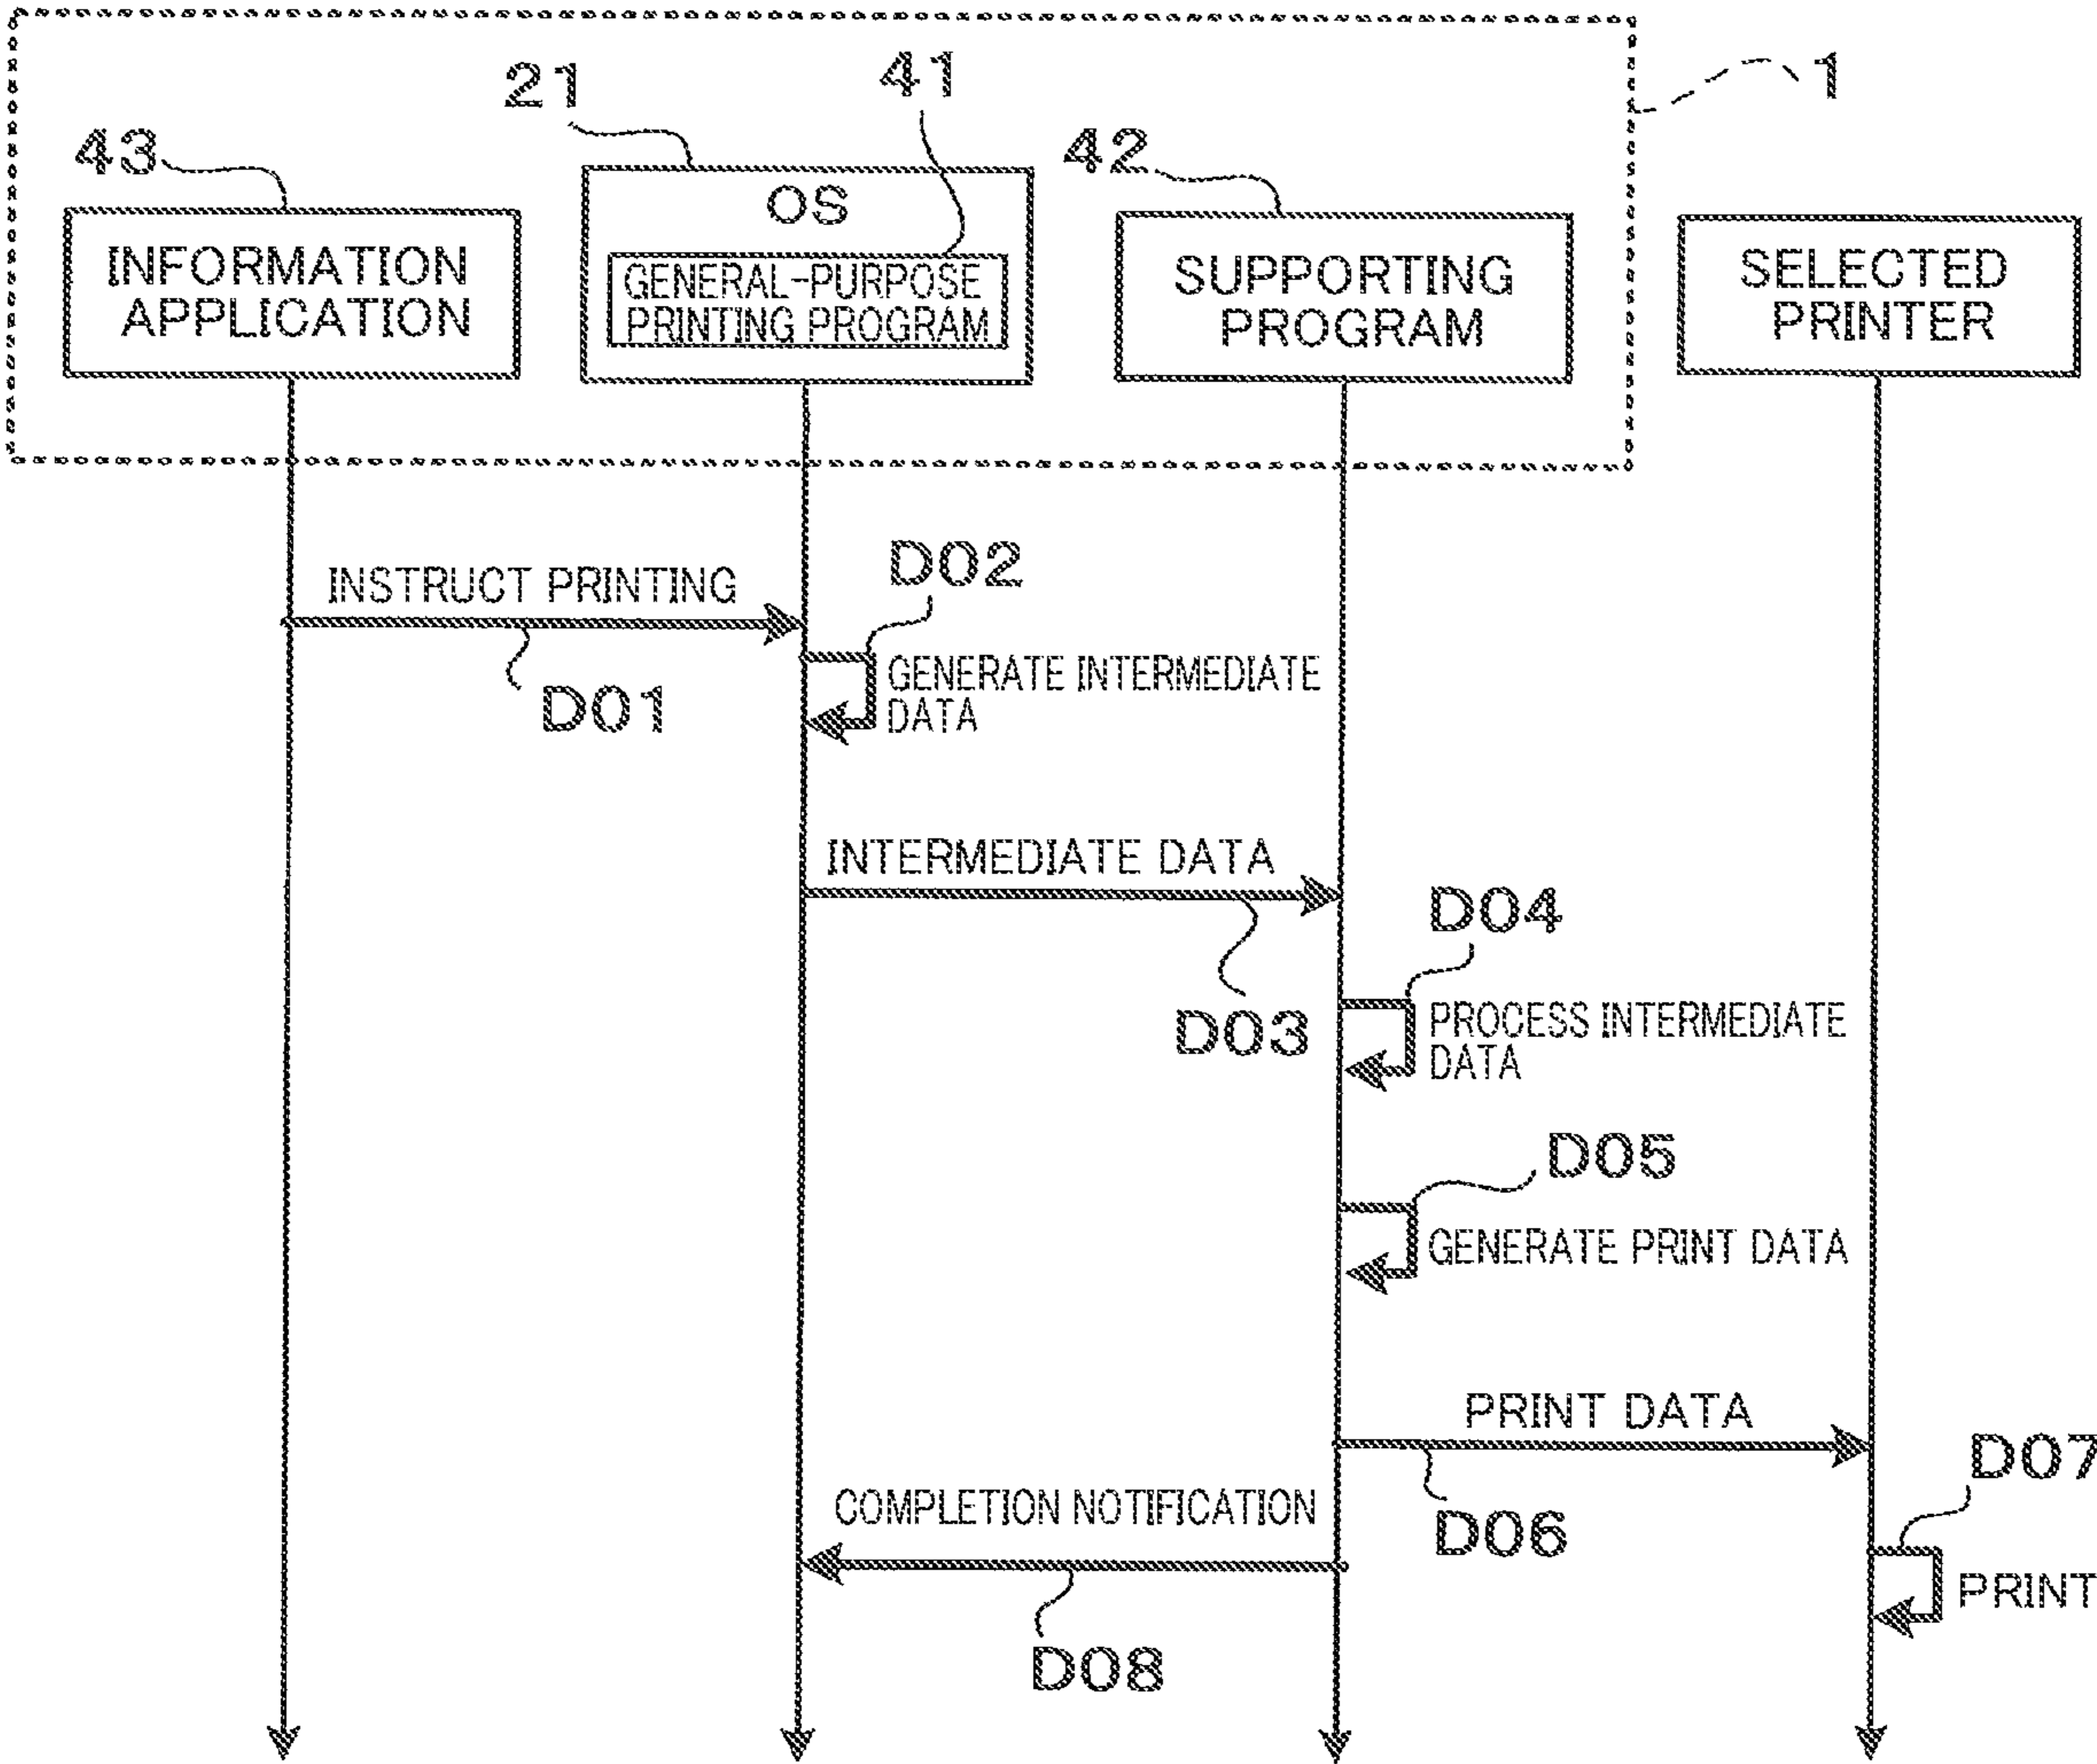 1
21
41
43
42
OS
INFORMATION
APPLICATION
GENERAL-PURPOSE
PRINTING PROGRAM
SUPPORTING
PROGRAM
SELECTED
PRINTER
INSTRUCT PRINTING
D01
D02
GENERATE INTERMEDIATE
DATA
INTERMEDIATE DATA
D03
D04
PROCESS INTERMEDIATE
DATA
D05
GENERATE PRINT DATA
PRINT DATA
D06
D07
PRINT
COMPLETION NOTIFICATION
D08